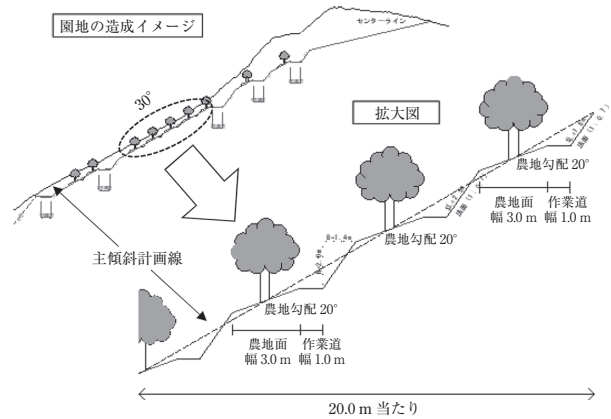 園地の造成イメージ
センターライン
30°
拡大図
農地勾配 20°
農地面
幅 3.0 m
作業道
幅 1.0 m
農地勾配 20°
主傾斜計画線
農地勾配 20°
農地面
幅 3.0 m
作業道
幅 1.0 m
20.0 m 当たり